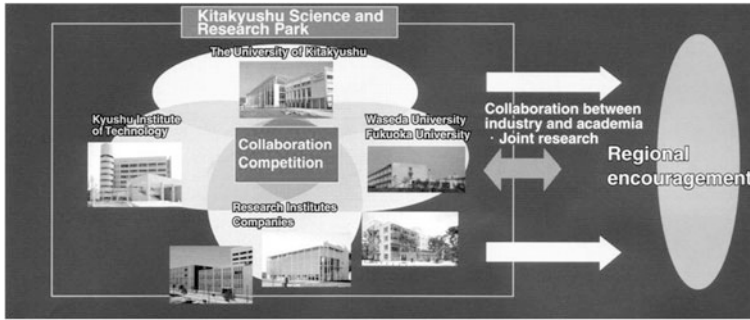 Kitakyushu Science and
Research Park
The University of Kitakyushu
Kyushu Institute
of Technology
Waseda University
Fukuoka University
Collaboration
Competition
Research Institutes
Companies
Collaboration between
industry and academia
· Joint research
Regional
encouragement